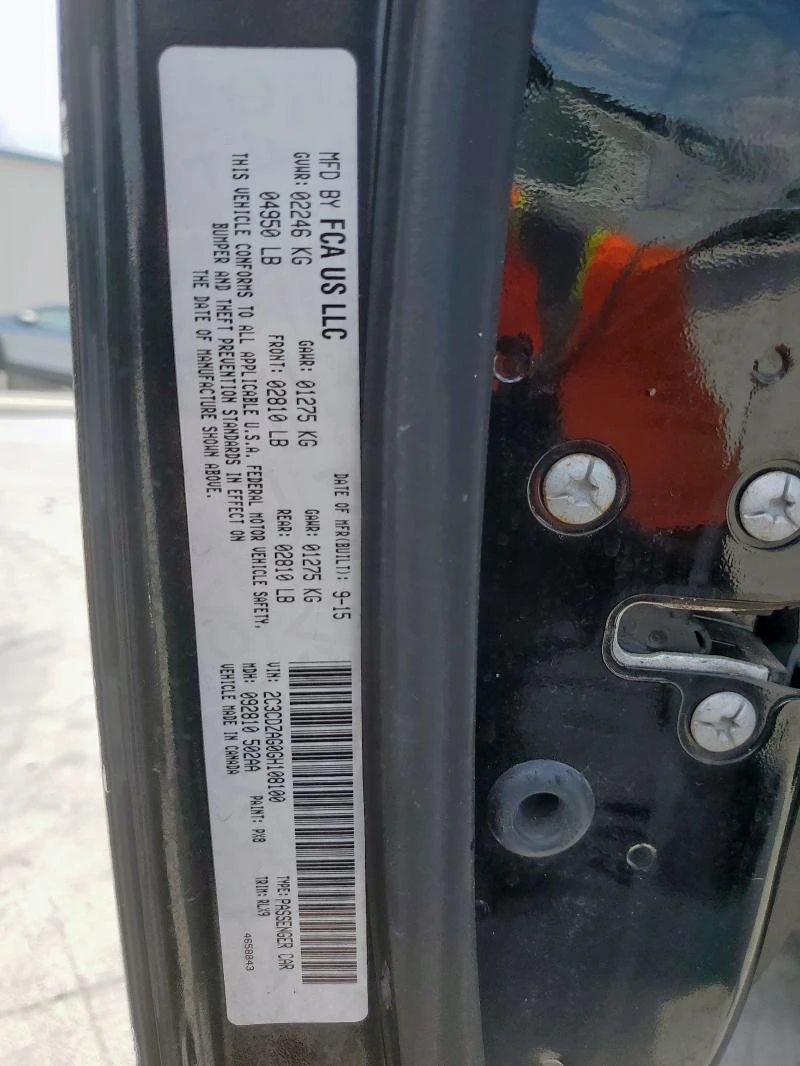 MFD BY FCA US LLC
DATE OF MFR(BUILT): 9-15
GVWR: 02246 KG
GAWR: 01275 KG
GAWR: 01275 KG
04950 LB
FRONT: 02810 LB
REAR: 02810 LB
THIS VEHICLE CONFORMS TO ALL APPLICABLE U.S.A. FEDERAL MOTOR VEHICLE SAFETY,
BUMPER AND THEFT PREVENTION STANDARDS IN EFFECT ON
THE DATE OF MANUFACTURE SHOWN ABOVE.
VIN: 2C3CDZAG0GH108100
TYPE: PASSENGER CAR
MDH: 092810 502AA
PAINT: PX8
TRIM: RLX9
VEHICLE MADE IN CANADA
4658843